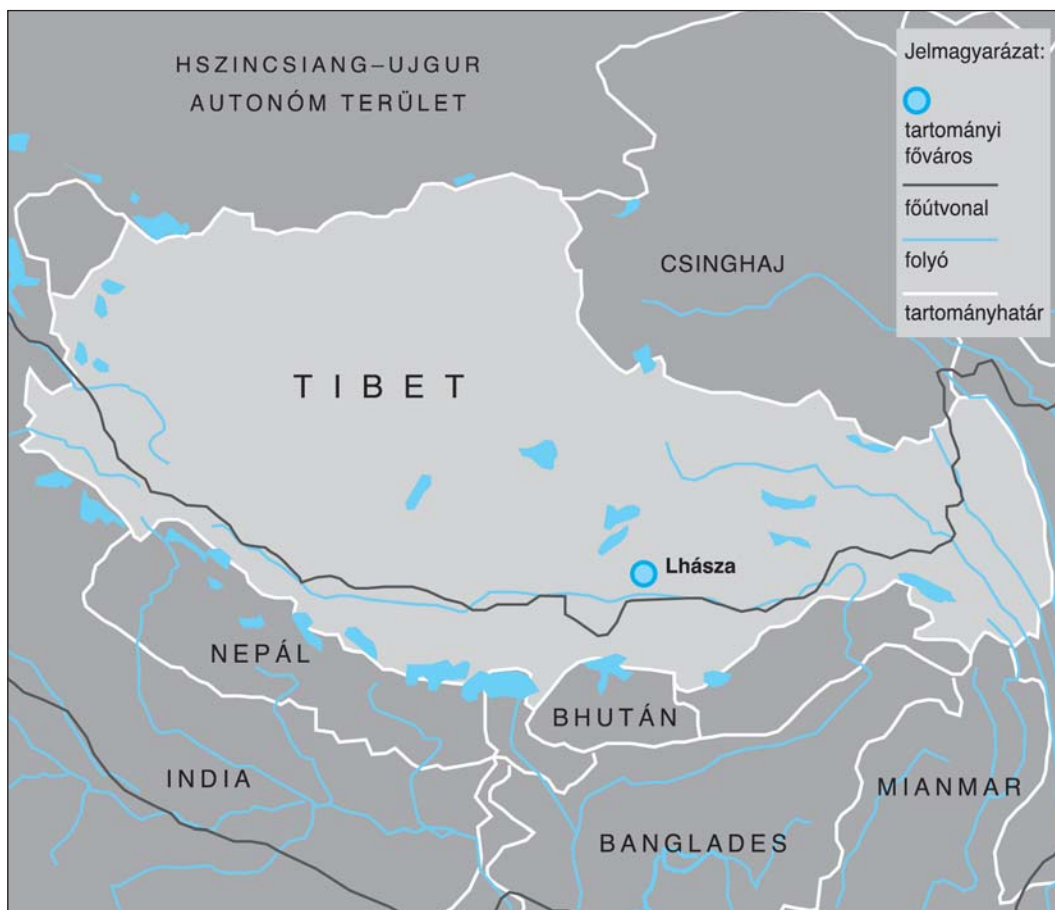 HSZINCSIANG–UJGUR
AUTONÓM TERÜLET
Jelmagyarázat:
tartományi
főváros
főútvonal
folyó
tartományhatár
CSINGHAJ
TIBET
Lhásza
NEPÁL
BHUTÁN
INDIA
MIANMAR
BANGLADES